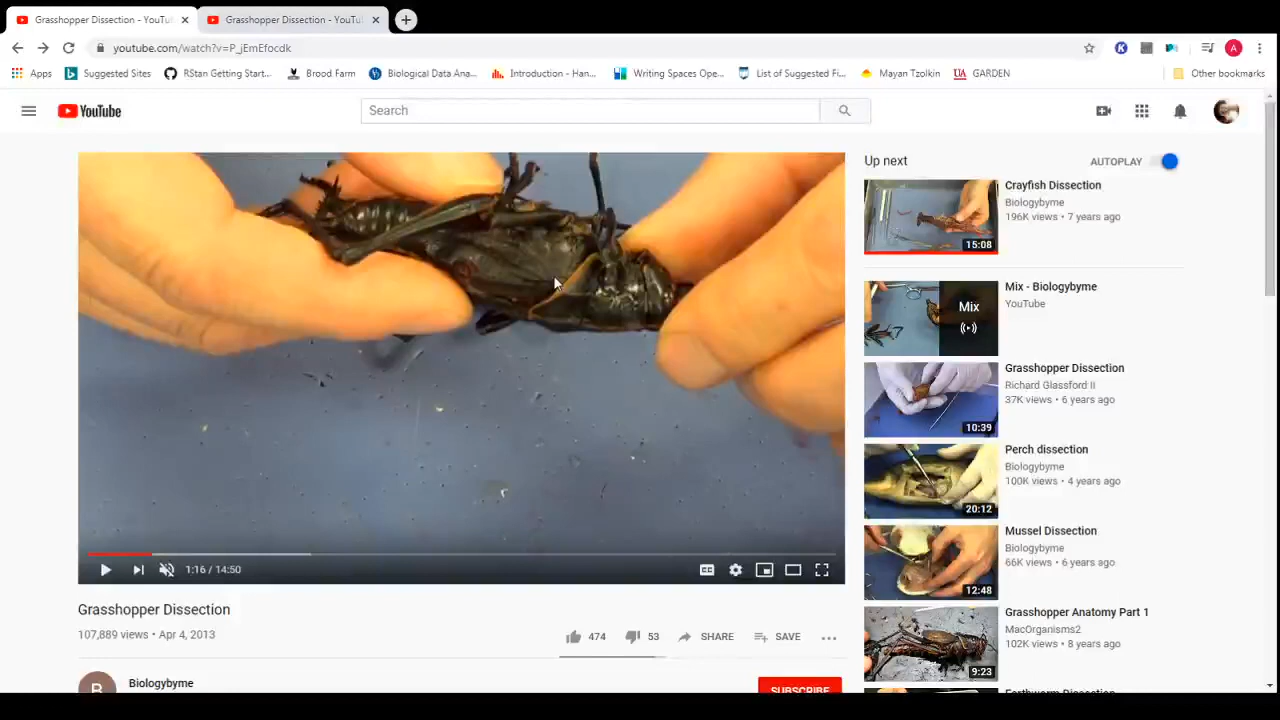 Grasshopper Dissection - YouTu
Grasshopper Dissection - YouTu
youtube.com/watch?v=P_jEmEfocdk
A
Apps
Suggested Sites
RStan Getting Start...
Brood Farm
Biological Data Ana...
Introduction - Han...
Writing Spaces Ope...
List of Suggested Fi...
Mayan Tzolkin
UA GARDEN
Other bookmarks
YouTube
Search
1:16 / 14:50
CC
Grasshopper Dissection
107,889 views • Apr 4, 2013
474
53
SHARE
SAVE
B
Biologybyme
SUBSCRIBE
Up next
AUTOPLAY
15:08
Crayfish Dissection
Biologybyme
196K views • 7 years ago
Mix
Mix - Biologybyme
YouTube
10:39
Grasshopper Dissection
Richard Glassford II
37K views • 6 years ago
20:12
Perch dissection
Biologybyme
100K views • 4 years ago
12:48
Mussel Dissection
Biologybyme
66K views • 6 years ago
9:23
Grasshopper Anatomy Part 1
MacOrganisms2
102K views • 8 years ago
Earthworm Dissection